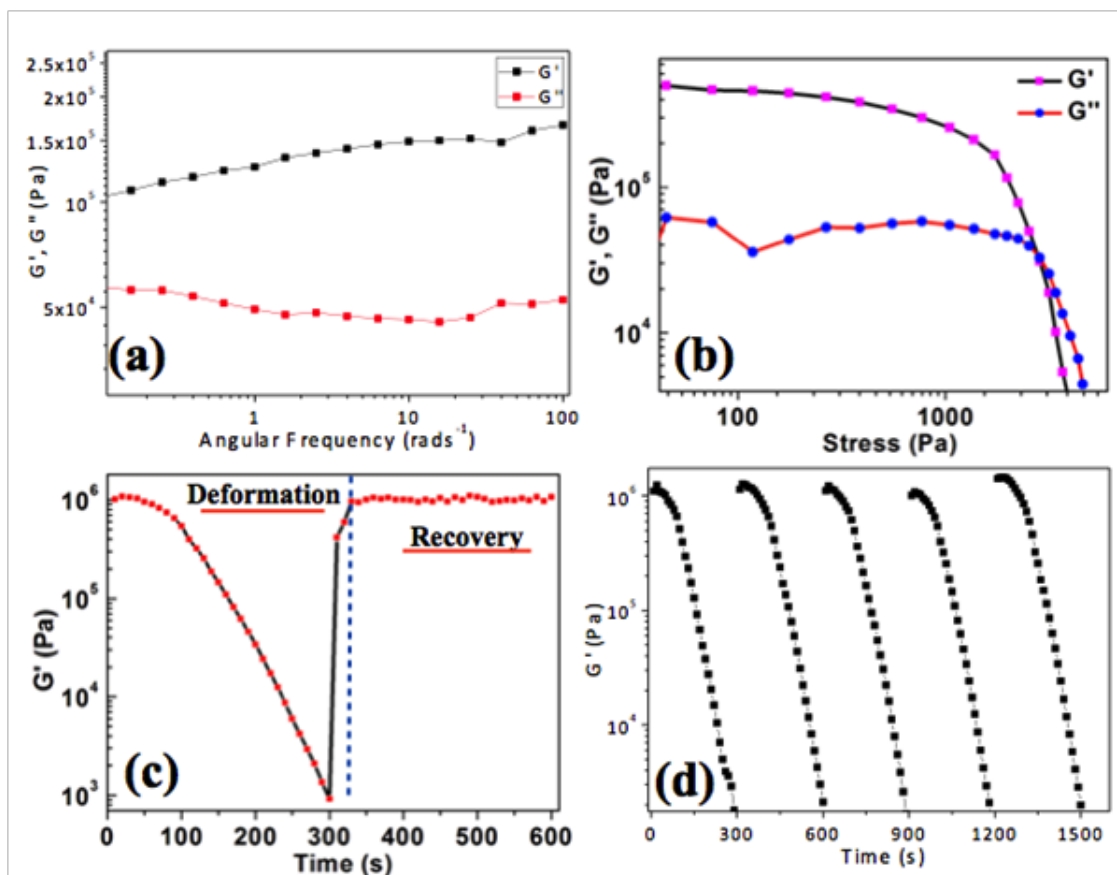 2.5x10⁵
2x10⁵
1.5x10⁵
10⁵
5x10⁴
G', G" (Pa)
G'
G"
(a)
1
10
100
Angular Frequency (rads⁻¹)
10⁵
10⁴
G', G" (Pa)
G'
G"
(b)
100
1000
Stress (Pa)
10⁶
10⁵
10⁴
10³
G' (Pa)
Deformation
Recovery
(c)
0
100
200
300
400
500
600
Time (s)
10⁶
10⁵
10⁴
G' (Pa)
(d)
0
300
600
900
1200
1500
Time (s)